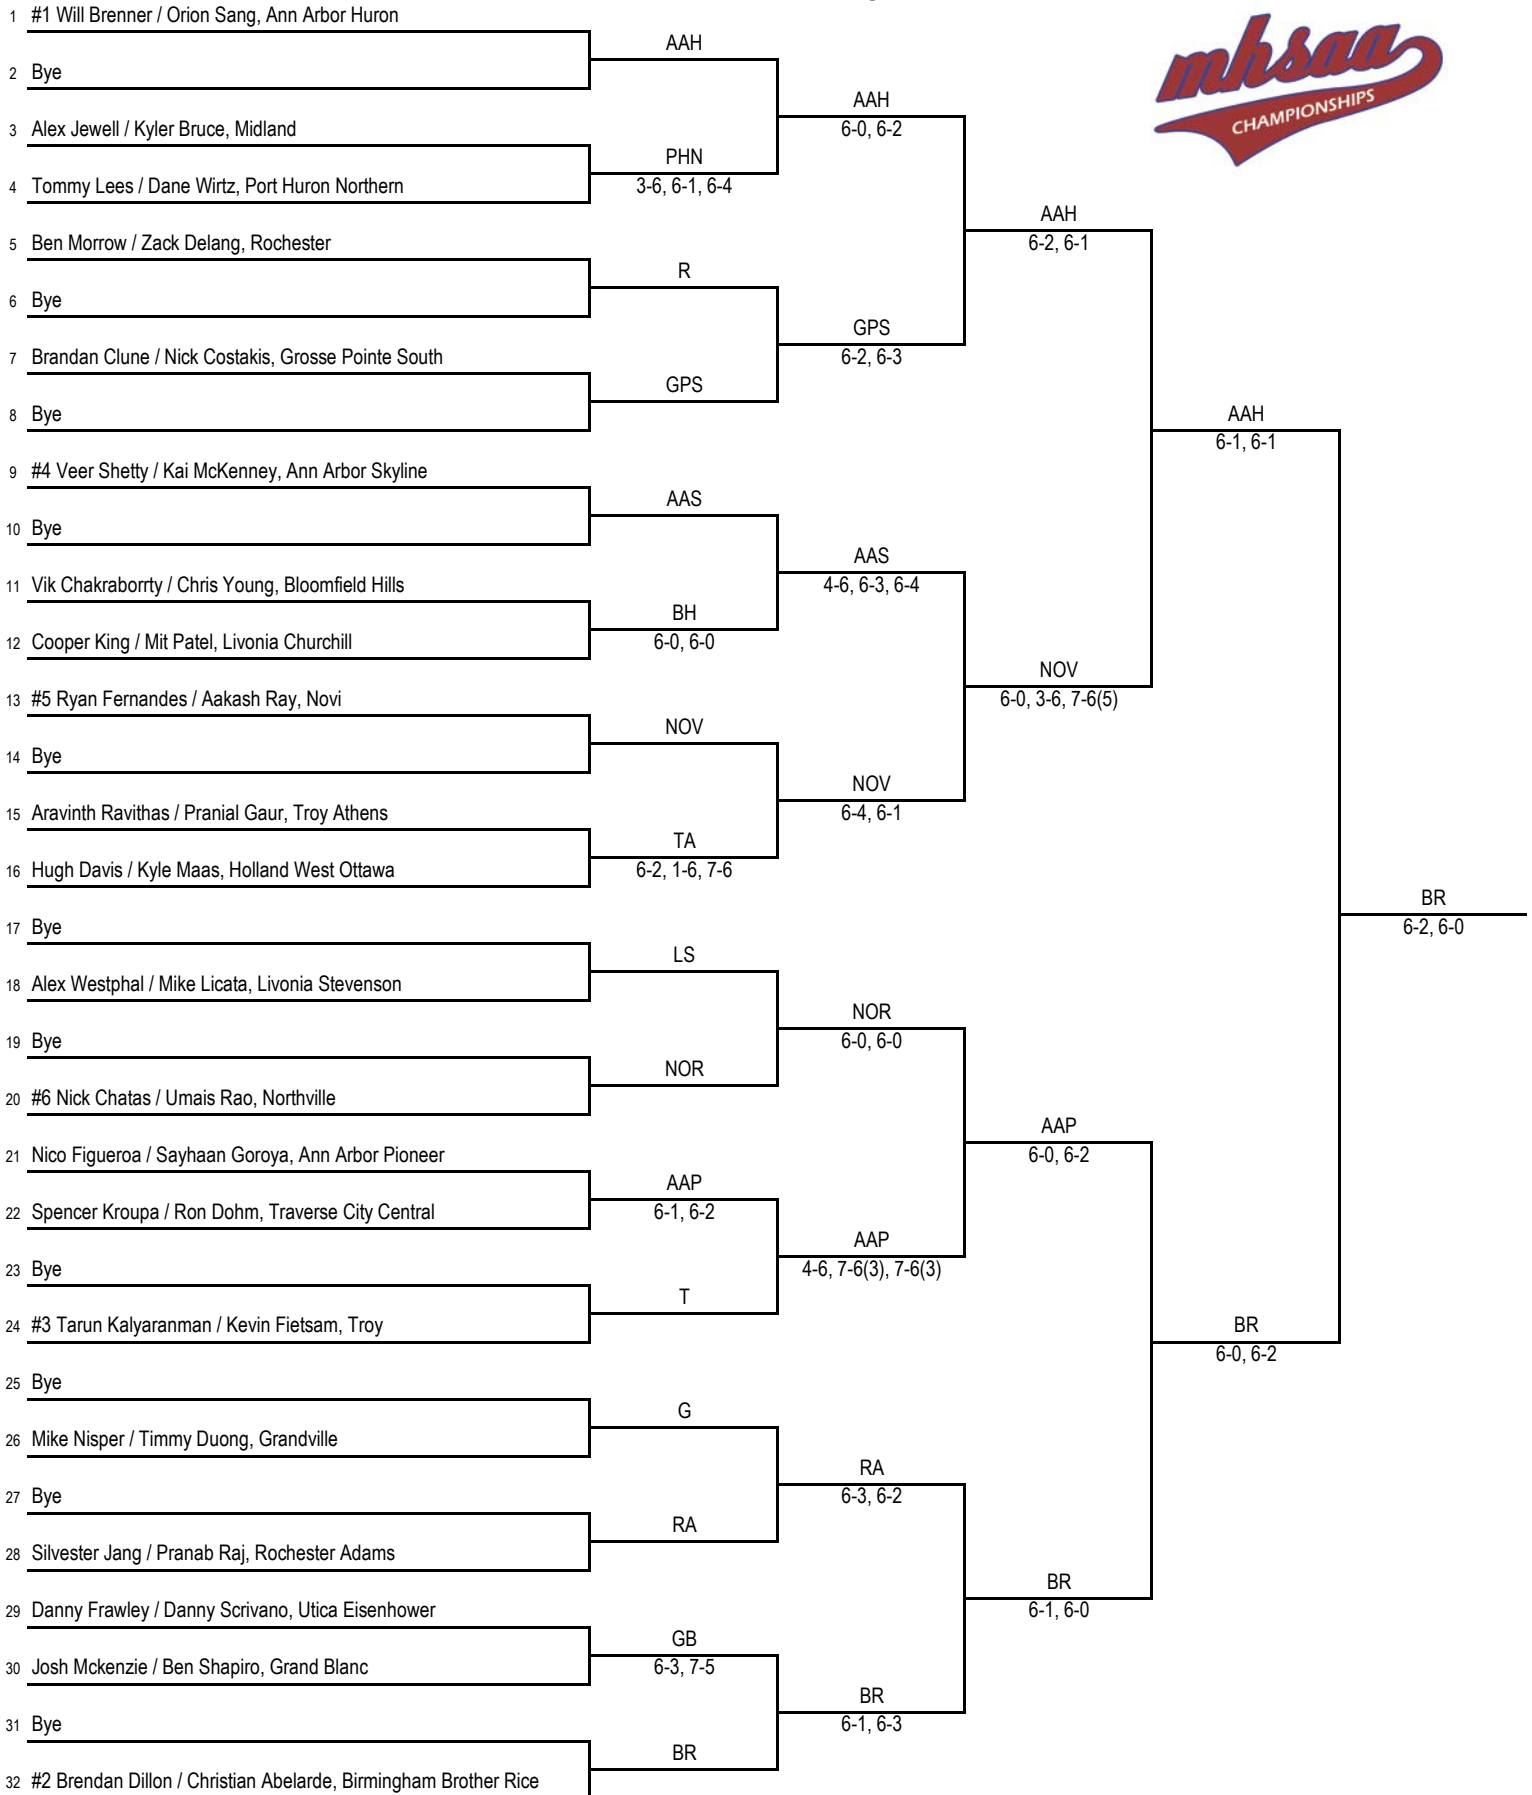 1 #1 Will Brenner / Orion Sang, Ann Arbor Huron
AAH
2 Bye
AAH
6-0, 6-2
3 Alex Jewell / Kyler Bruce, Midland
PHN
3-6, 6-1, 6-4
4 Tommy Lees / Dane Wirtz, Port Huron Northern
AAH
6-2, 6-1
5 Ben Morrow / Zack Delang, Rochester
R
6 Bye
GPS
6-2, 6-3
7 Brandan Clune / Nick Costakis, Grosse Pointe South
GPS
8 Bye
AAH
6-1, 6-1
9 #4 Veer Shetty / Kai McKenney, Ann Arbor Skyline
AAS
10 Bye
AAS
4-6, 6-3, 6-4
11 Vik Chakraborrty / Chris Young, Bloomfield Hills
BH
6-0, 6-0
12 Cooper King / Mit Patel, Livonia Churchill
NOV
6-0, 3-6, 7-6(5)
13 #5 Ryan Fernandes / Aakash Ray, Novi
NOV
14 Bye
NOV
6-4, 6-1
15 Aravinth Ravithas / Pranial Gaur, Troy Athens
TA
6-2, 1-6, 7-6
16 Hugh Davis / Kyle Maas, Holland West Ottawa
BR
6-2, 6-0
17 Bye
LS
18 Alex Westphal / Mike Licata, Livonia Stevenson
NOR
6-0, 6-0
19 Bye
NOR
20 #6 Nick Chatas / Umais Rao, Northville
AAP
6-0, 6-2
21 Nico Figueroa / Sayhaan Goroya, Ann Arbor Pioneer
AAP
6-1, 6-2
22 Spencer Kroupa / Ron Dohm, Traverse City Central
AAP
4-6, 7-6(3), 7-6(3)
23 Bye
T
24 #3 Tarun Kalyaranman / Kevin Fietsam, Troy
BR
6-0, 6-2
25 Bye
G
26 Mike Nisper / Timmy Duong, Grandville
RA
6-3, 6-2
27 Bye
RA
28 Silvester Jang / Pranab Raj, Rochester Adams
BR
6-1, 6-0
29 Danny Frawley / Danny Scrivano, Utica Eisenhower
GB
6-3, 7-5
30 Josh Mckenzie / Ben Shapiro, Grand Blanc
BR
6-1, 6-3
31 Bye
BR
32 #2 Brendan Dillon / Christian Abelarde, Birmingham Brother Rice
mhsaa
CHAMPIONSHIPS